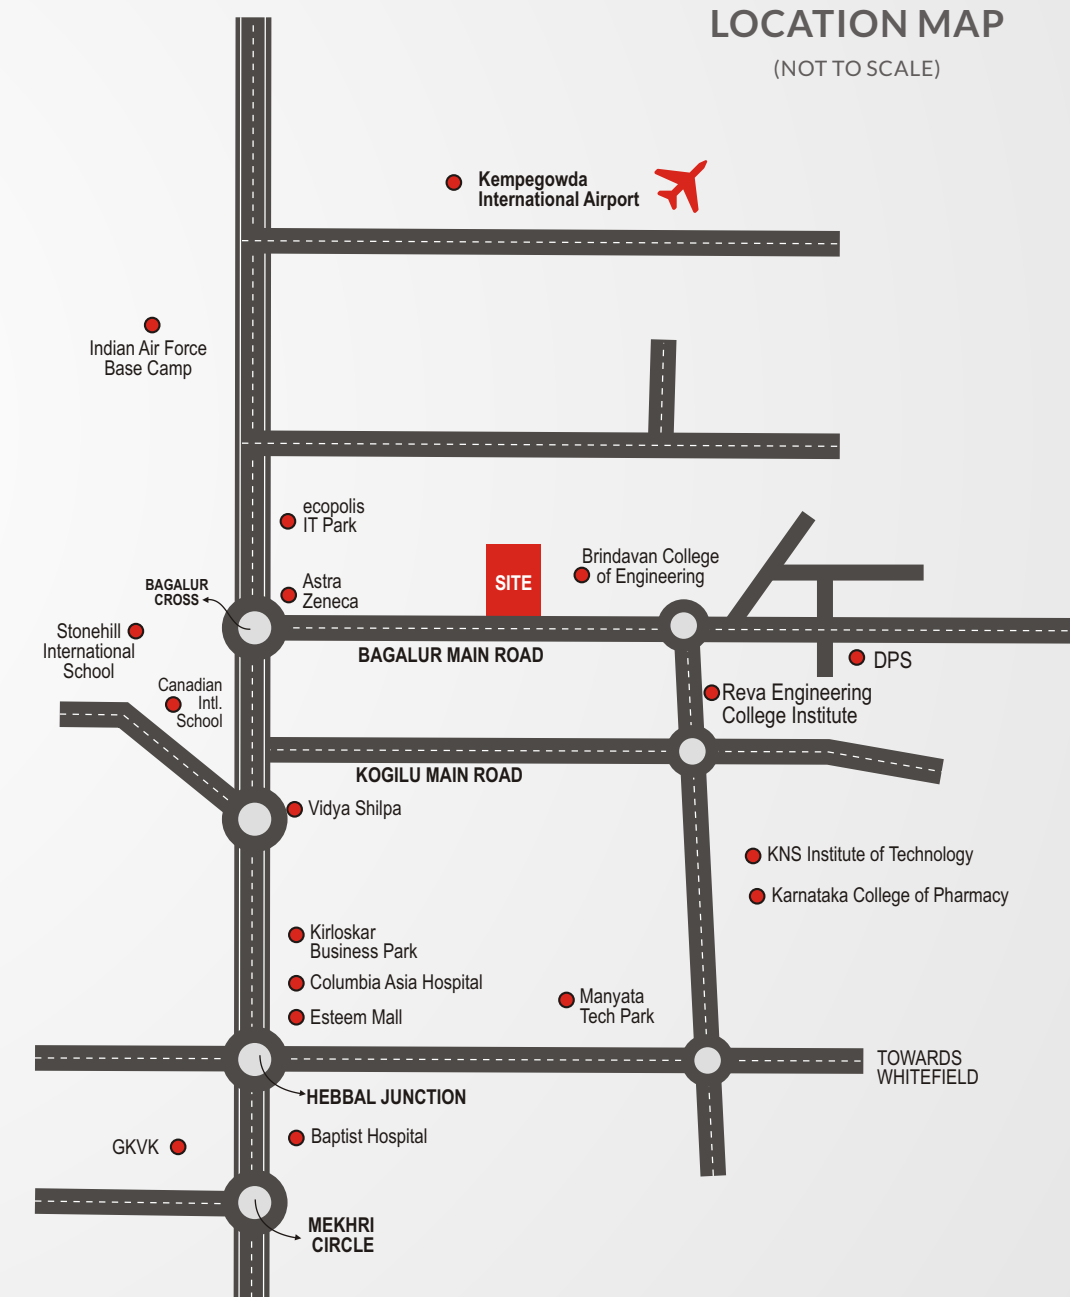 LOCATION MAP
(NOT TO SCALE)
Kempegowda
International Airport
Indian Air Force
Base Camp
ecopolis
IT Park
Brindavan College
of Engineering
SITE
Astra
Zeneca
BAGALUR
CROSS
Stonehill
International
School
BAGALUR MAIN ROAD
DPS
Canadian
Intl.
School
Reva Engineering
College Institute
KOGILU MAIN ROAD
Vidya Shilpa
KNS Institute of Technology
Karnataka College of Pharmacy
Kirloskar
Business Park
Columbia Asia Hospital
Manyata
Tech Park
Esteem Mall
TOWARDS
WHITEFIELD
HEBBAL JUNCTION
Baptist Hospital
GKVK
MEKHRI
CIRCLE